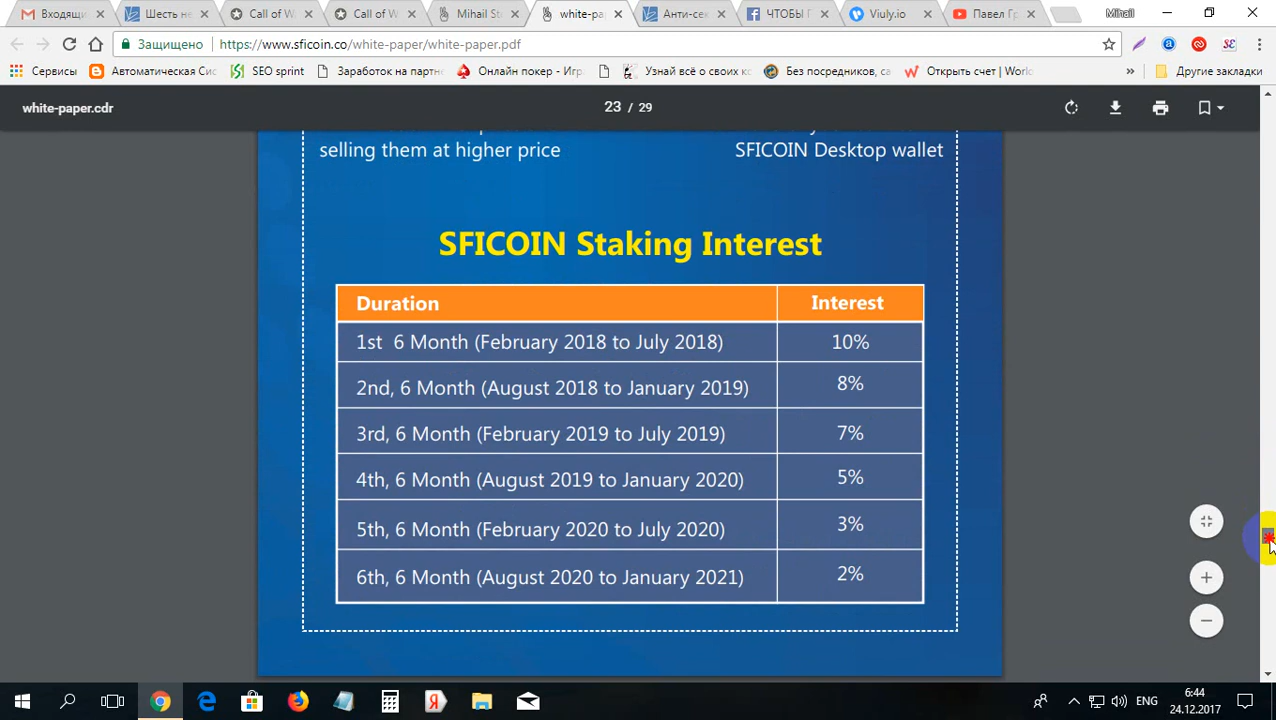 Входящи
Шесть не
Call of W
Call of W
Mihail St
white-pa
Анти-сек
ЧТОБЫ Г
Viuly.io
Павел Гр
Mihail
Защищено
https://www.sficoin.co/white-paper/white-paper.pdf
Сервисы
Автоматическая Сис
SEO sprint
Заработок на партне
Онлайн покер - Игра
Узнай всё о своих ко
Без посредников, са
Открыть счет | Worl
»
Другие закладки
white-paper.cdr
23 / 29
selling them at higher price
SFICOIN Desktop wallet
SFICOIN Staking Interest
Duration Interest
1st 6 Month (February 2018 to July 2018) 10%
2nd, 6 Month (August 2018 to January 2019) 8%
3rd, 6 Month (February 2019 to July 2019) 7%
4th, 6 Month (August 2019 to January 2020) 5%
5th, 6 Month (February 2020 to July 2020) 3%
6th, 6 Month (August 2020 to January 2021) 2%
ENG
6:44
24.12.2017